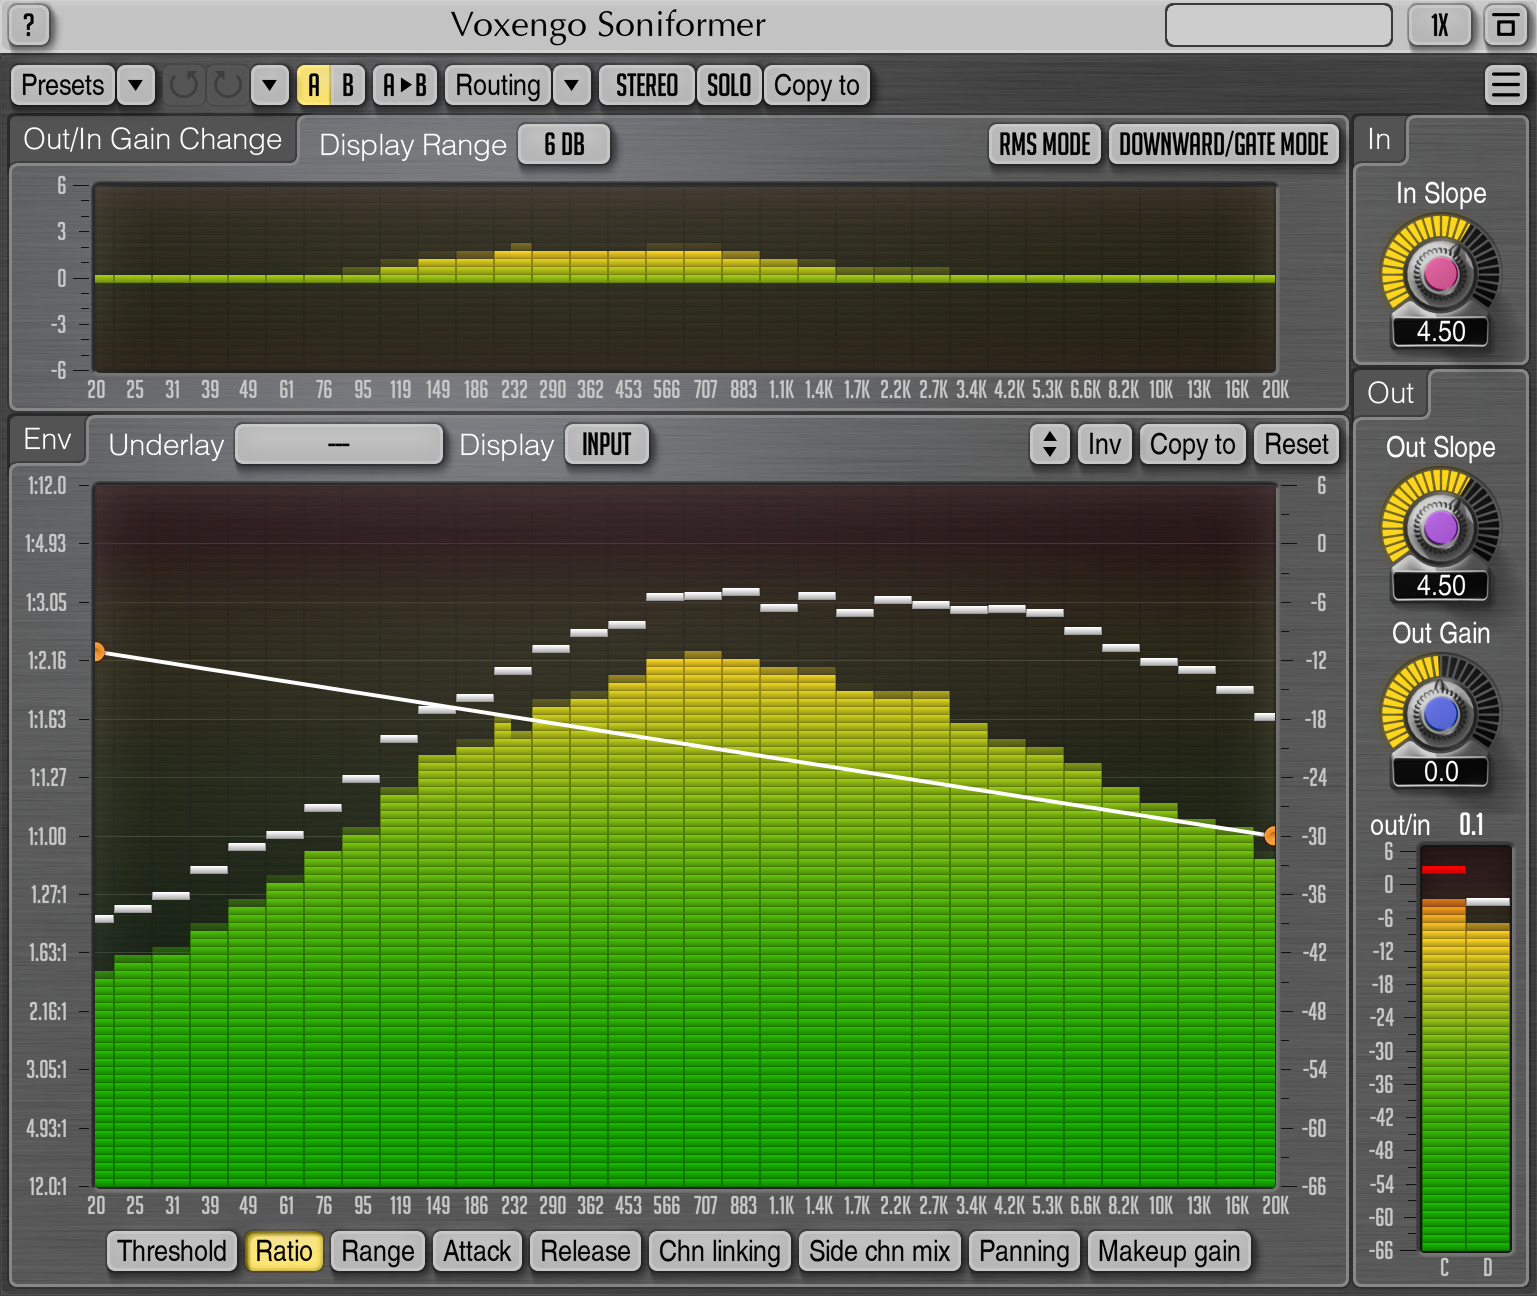 ? Voxengo Soniformer 1X
Presets A B A▸B Routing STEREO SOLO Copy to
Out/In Gain Change Display Range 6 DB RMS MODE DOWNWARD/GATE MODE
In
In Slope
4.50
6
3
0
-3
-6
20 25 31 39 49 61 76 95 119 149 186 232 290 362 453 566 707 883 1.1K 1.4K 1.7K 2.2K 2.7K 3.4K 4.2K 5.3K 6.6K 8.2K 10K 13K 16K 20K
Env Underlay --- Display INPUT Inv Copy to Reset
1:12.0 6
1:4.93 0
1:3.05 -6
1:2.16 -12
1:1.63 -18
1:1.27 -24
1:1.00 -30
1.27:1 -36
1.63:1 -42
2.16:1 -48
3.05:1 -54
4.93:1 -60
12.0:1 -66
20 25 31 39 49 61 76 95 119 149 186 232 290 362 453 566 707 883 1.1K 1.4K 1.7K 2.2K 2.7K 3.4K 4.2K 5.3K 6.6K 8.2K 10K 13K 16K 20K
Threshold Ratio Range Attack Release Chn linking Side chn mix Panning Makeup gain
Out
Out Slope
4.50
Out Gain
0.0
out/in 0.1
6
0
-6
-12
-18
-24
-30
-36
-42
-48
-54
-60
-66
C D